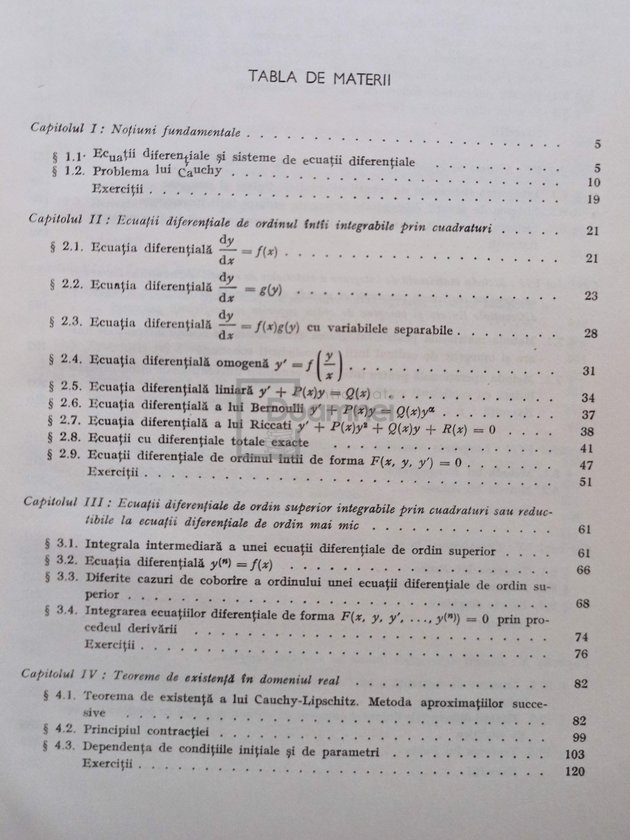 TABLA DE MATERII
Capitolul I : Noțiuni fundamentale . . . . . . . . . . . . . . . . . . . . 5
§ 1.1. Ecuații diferențiale și sisteme de ecuații diferențiale . . . . . . . . . 5
§ 1.2. Problema lui Cauchy . . . . . . . . . . . . . . . . . . . . 10
Exerciții . . . . . . . . . . . . . . . . . . . . 19
Capitolul II : Ecuații diferențiale de ordinul întîi integrabile prin cuadraturi . . . . . 21
§ 2.1. Ecuația diferențială dy/dx = f(x) . . . . . . . . . . . . . . . . 21
§ 2.2. Ecuația diferențială dy/dx = g(y) . . . . . . . . . . . . . . . . 23
§ 2.3. Ecuația diferențială dy/dx = f(x)g(y) cu variabilele separabile . . . . . . . 28
§ 2.4. Ecuația diferențială omogenă y' = f(y/x) . . . . . . . . . . . . . 31
§ 2.5. Ecuația diferențială liniară y' + P(x)y = Q(x) . . . . . . . . . . . 34
§ 2.6. Ecuația diferențială a lui Bernoulli y' + P(x)y = Q(x)yᵅ . . . . . . . . 37
§ 2.7. Ecuația diferențială a lui Riccati y' + P(x)y² + Q(x)y + R(x) = 0 . . . . . 38
§ 2.8. Ecuații cu diferențiale totale exacte . . . . . . . . . . . . . . 41
§ 2.9. Ecuații diferențiale de ordinul întîi de forma F(x, y, y') = 0 . . . . . . . 47
Exerciții . . . . . . . . . . . . . . . . . . . . 51
Capitolul III : Ecuații diferențiale de ordin superior integrabile prin cuadraturi sau reduc-
tibile la ecuații diferențiale de ordin mai mic . . . . . . . . . . . 61
§ 3.1. Integrala intermediară a unei ecuații diferențiale de ordin superior . . . . 61
§ 3.2. Ecuația diferențială y⁽ⁿ⁾ = f(x) . . . . . . . . . . . . . . . . 66
§ 3.3. Diferite cazuri de coborîre a ordinului unei ecuații diferențiale de ordin su-
perior . . . . . . . . . . . . . . . . . . . . 68
§ 3.4. Integrarea ecuațiilor diferențiale de forma F(x, y, y', ..., y⁽ⁿ⁾) = 0 prin pro-
cedeul derivării . . . . . . . . . . . . . . . . . . . . 74
Exerciții . . . . . . . . . . . . . . . . . . . . 76
Capitolul IV : Teoreme de existență în domeniul real . . . . . . . . . . . . 82
§ 4.1. Teorema de existență a lui Cauchy-Lipschitz. Metoda aproximațiilor succe-
sive . . . . . . . . . . . . . . . . . . . . 82
§ 4.2. Principiul contracției . . . . . . . . . . . . . . . . . . . . 99
§ 4.3. Dependența de condițiile inițiale și de parametri . . . . . . . . . . 103
Exerciții . . . . . . . . . . . . . . . . . . . . 120